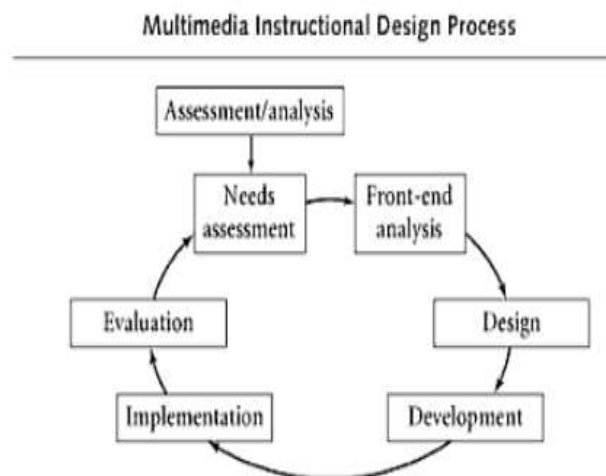 Multimedia Instructional Design Process
Assessment/analysis
Needs
assessment
Front-end
analysis
Evaluation
Design
Implementation
Development